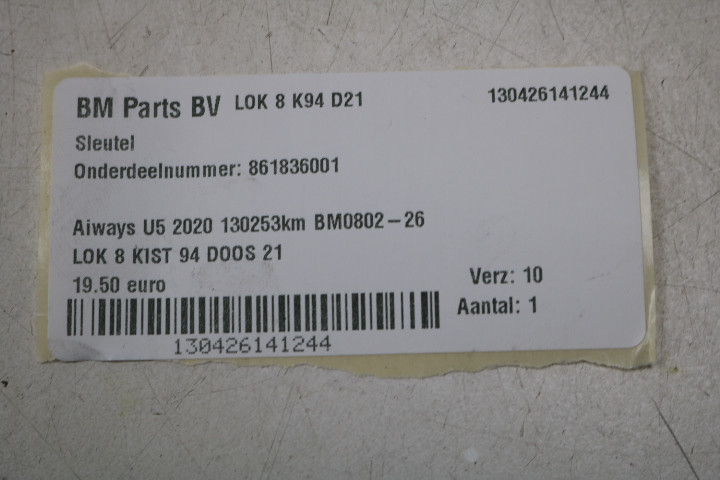 BM Parts BV LOK 8 K94 D21 130426141244
Sleutel
Onderdeelnummer: 861836001
Aiways U5 2020 130253km BM0802-26
LOK 8 KIST 94 DOOS 21
19.50 euro Verz: 10
Aantal: 1
130426141244